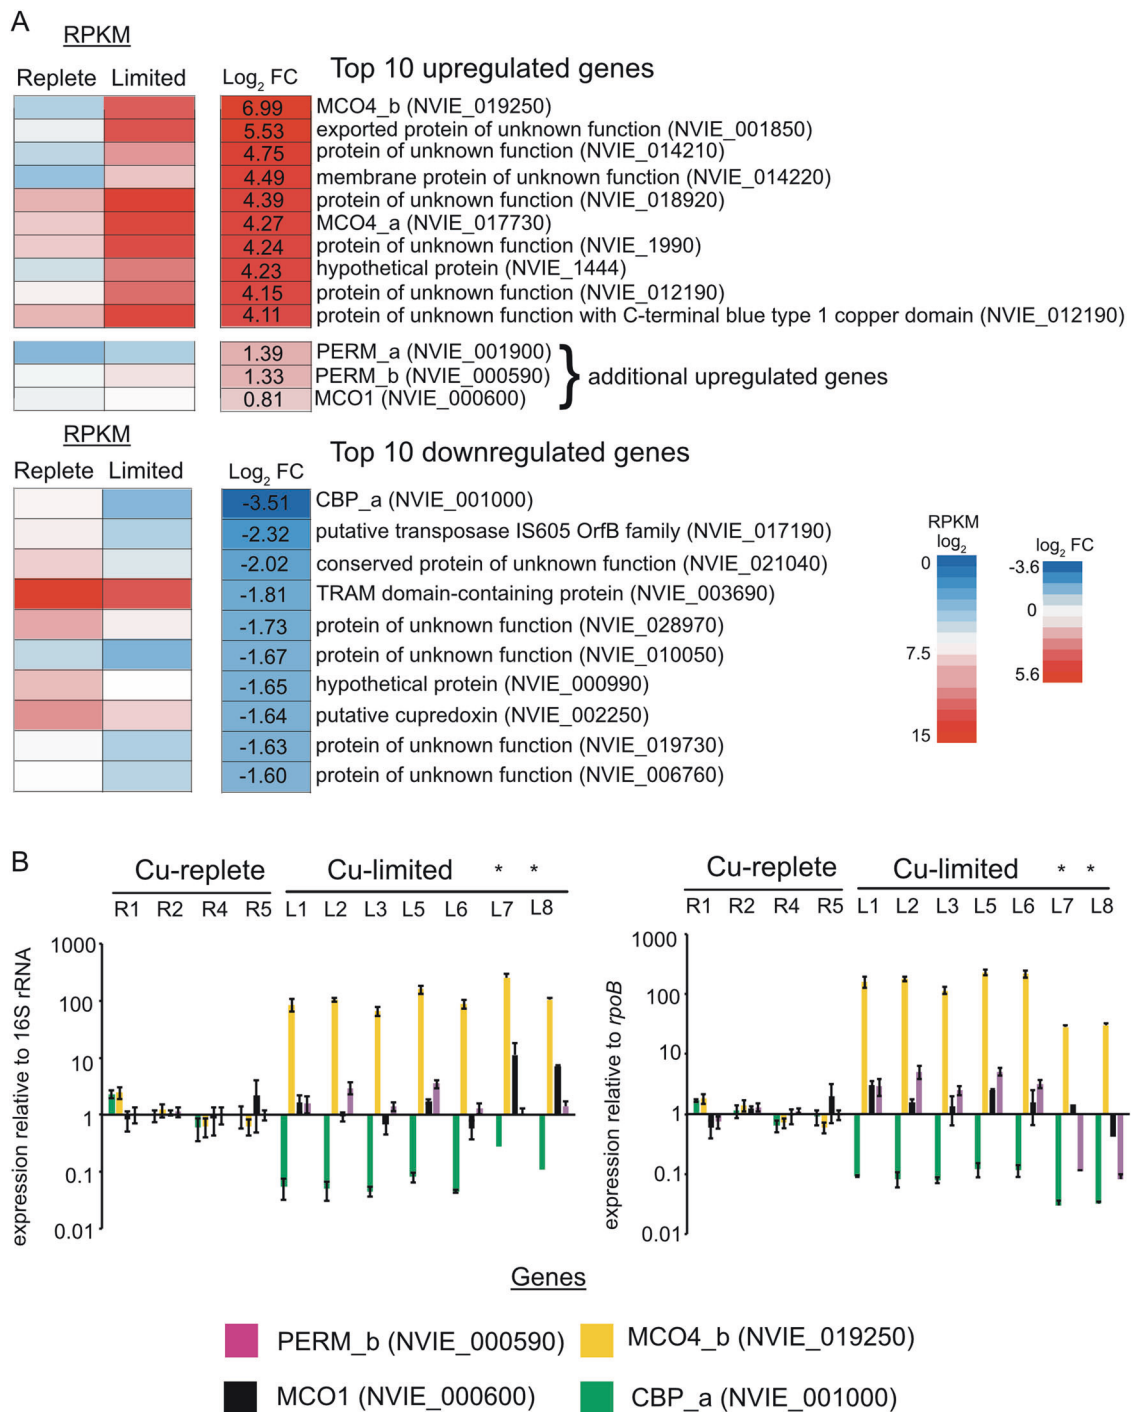 A
RPKM
Replete Limited Log2 FC Top 10 upregulated genes
6.99 MCO4_b (NVIE_019250)
5.53 exported protein of unknown function (NVIE_001850)
4.75 protein of unknown function (NVIE_014210)
4.49 membrane protein of unknown function (NVIE_014220)
4.39 protein of unknown function (NVIE_018920)
4.27 MCO4_a (NVIE_017730)
4.24 protein of unknown function (NVIE_1990)
4.23 hypothetical protein (NVIE_1444)
4.15 protein of unknown function (NVIE_012190)
4.11 protein of unknown function with C-terminal blue type 1 copper domain (NVIE_012190)
1.39 PERM_a (NVIE_001900)
1.33 PERM_b (NVIE_000590) } additional upregulated genes
0.81 MCO1 (NVIE_000600)
RPKM
Replete Limited Log2 FC Top 10 downregulated genes
-3.51 CBP_a (NVIE_001000)
-2.32 putative transposase IS605 OrfB family (NVIE_017190)
-2.02 conserved protein of unknown function (NVIE_021040)
-1.81 TRAM domain-containing protein (NVIE_003690)
-1.73 protein of unknown function (NVIE_028970)
-1.67 protein of unknown function (NVIE_010050)
-1.65 hypothetical protein (NVIE_000990)
-1.64 putative cupredoxin (NVIE_002250)
-1.63 protein of unknown function (NVIE_019730)
-1.60 protein of unknown function (NVIE_006760)
RPKM
log2
0
7.5
15
log2 FC
-3.6
0
5.6
B
Cu-replete Cu-limited * *
R1 R2 R4 R5 L1 L2 L3 L5 L6 L7 L8
expression relative to 16S rRNA
1000
100
10
1
0.1
0.01
Cu-replete Cu-limited * *
R1 R2 R4 R5 L1 L2 L3 L5 L6 L7 L8
expression relative to rpoB
1000
100
10
1
0.1
0.01
Genes
PERM_b (NVIE_000590) MCO4_b (NVIE_019250)
MCO1 (NVIE_000600) CBP_a (NVIE_001000)